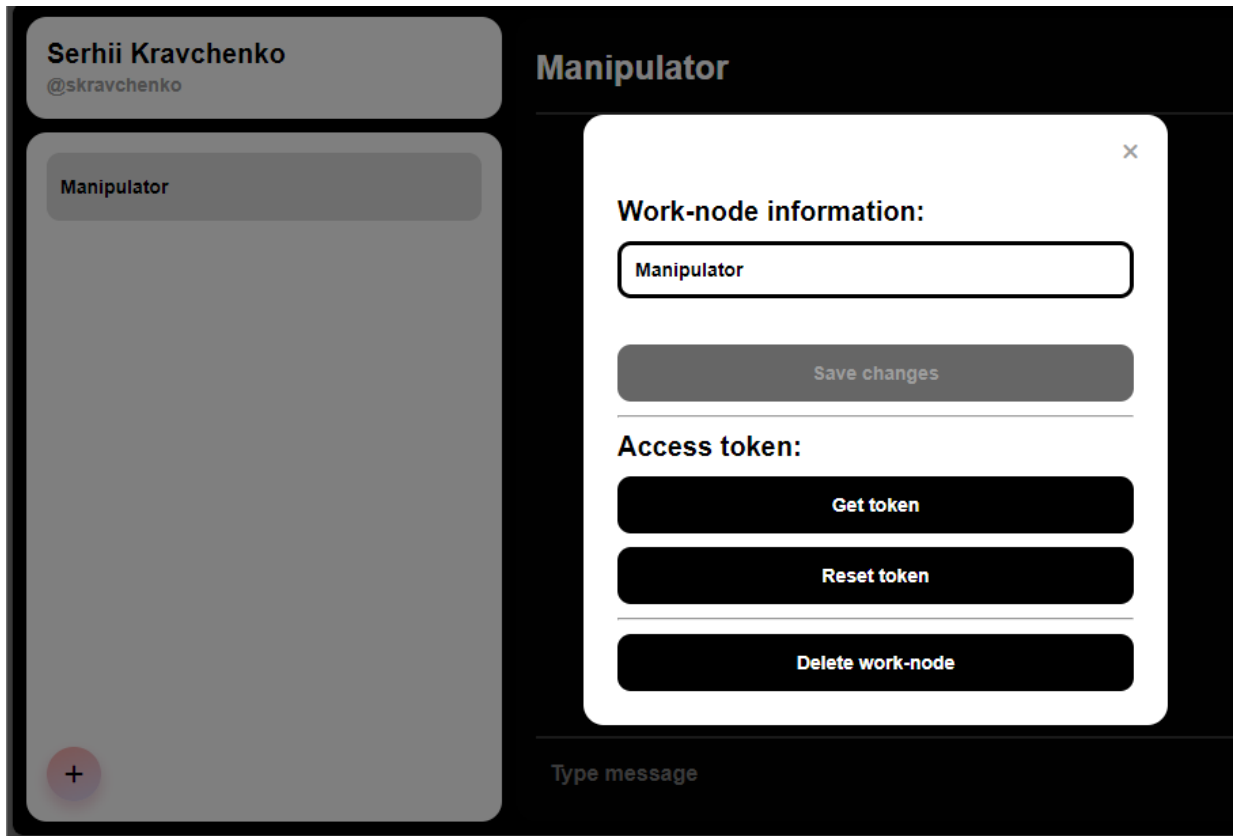 Serhii Kravchenko
@skravchenko
Manipulator
Manipulator
×
Work-node information:
Manipulator
Save changes
Access token:
Get token
Reset token
Delete work-node
+
Type message